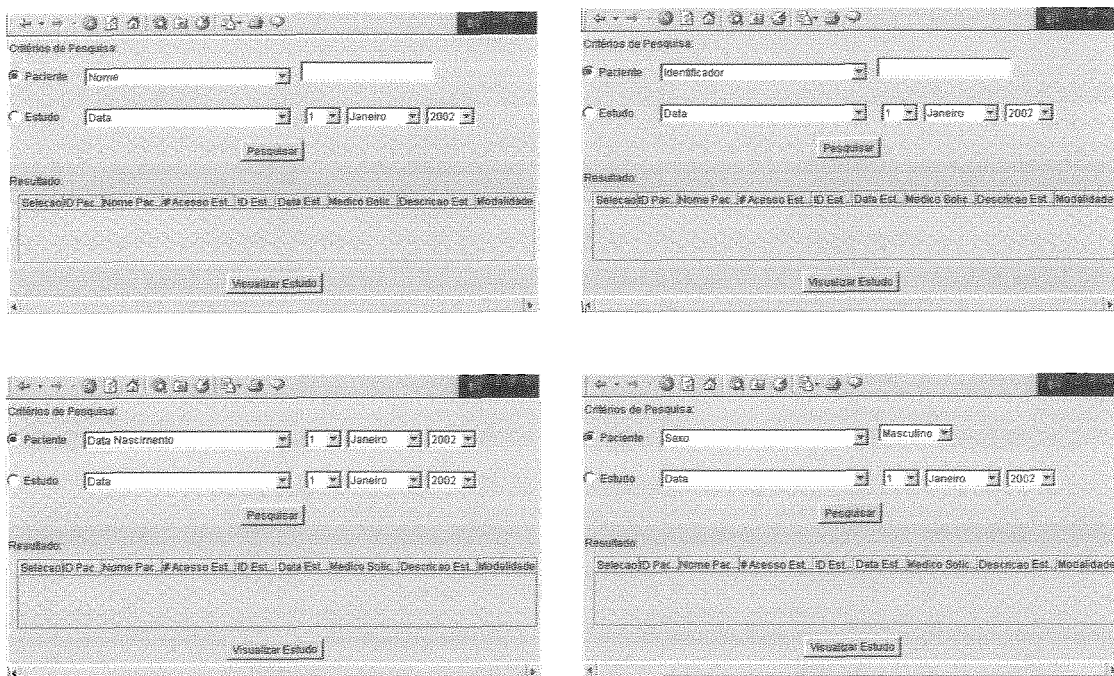 Critérios de Pesquisa:
Paciente Nome
Estudo Data 1 Janeiro 2002
Pesquisar
Resultado:
Selecao ID Pac... Nome Pac... # Acesso Est... ID Est... Data Est... Medico Solic... Descricao Est... Modalidade
Visualizar Estudo
Critérios de Pesquisa:
Paciente Identificador
Estudo Data 1 Janeiro 2002
Pesquisar
Resultado:
Selecao ID Pac... Nome Pac... # Acesso Est... ID Est... Data Est... Medico Solic... Descricao Est... Modalidade
Visualizar Estudo
Critérios de Pesquisa:
Paciente Data Nascimento 1 Janeiro 2002
Estudo Data 1 Janeiro 2002
Pesquisar
Resultado:
Selecao ID Pac... Nome Pac... # Acesso Est... ID Est... Data Est... Medico Solic... Descricao Est... Modalidade
Visualizar Estudo
Critérios de Pesquisa:
Paciente Sexo Masculino
Estudo Data 1 Janeiro 2002
Pesquisar
Resultado:
Selecao ID Pac... Nome Pac... # Acesso Est... ID Est... Data Est... Medico Solic... Descricao Est... Modalidade
Visualizar Estudo